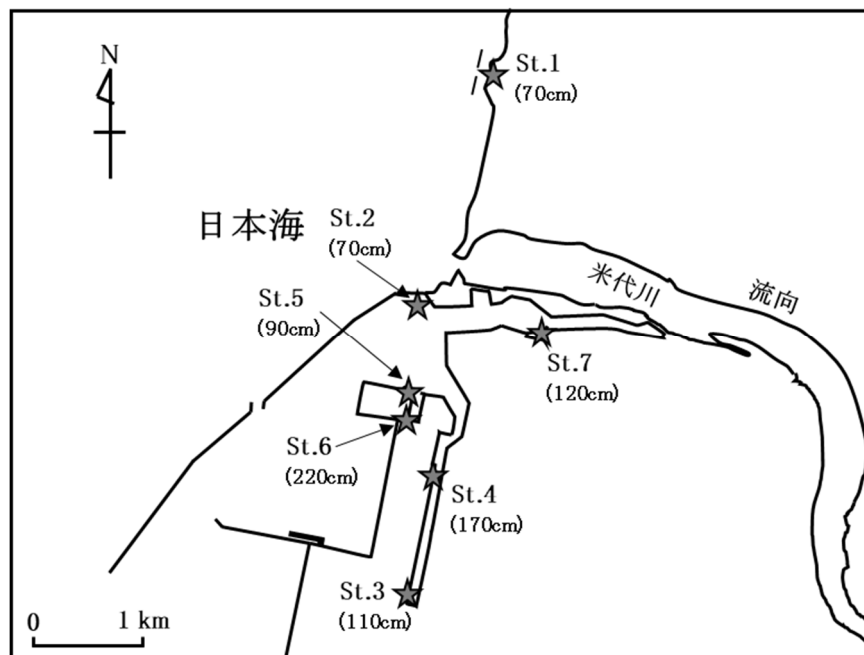 N
St.1
(70cm)
日本海
St.2
(70cm)
米代川
流向
St.5
(90cm)
St.7
(120cm)
St.6
(220cm)
St.4
(170cm)
St.3
(110cm)
0
1 km